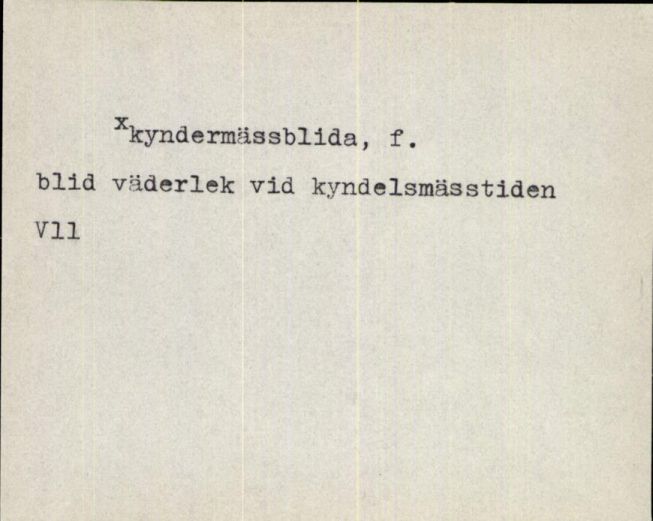 xkyndermässblida, f.
blid väderlek vid kyndelsmässtiden
Vll